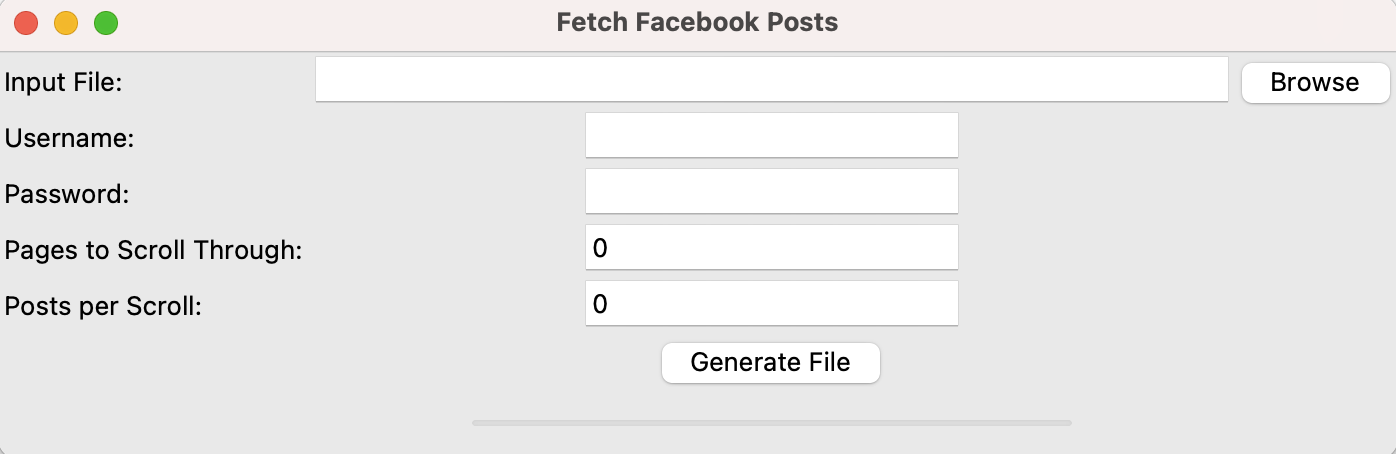 Fetch Facebook Posts
Input File: Browse
Username:
Password:
Pages to Scroll Through: 0
Posts per Scroll: 0
Generate File